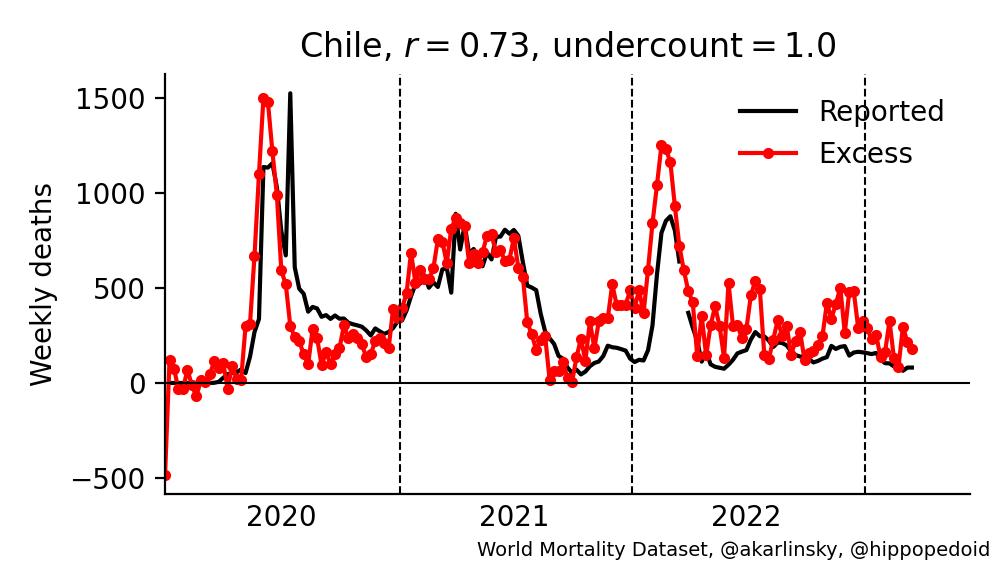 Chile, r = 0.73, undercount = 1.0
Weekly deaths
1500
1000
500
0
−500
Reported
Excess
2020 2021 2022
World Mortality Dataset, @akarlinsky, @hippopedoid